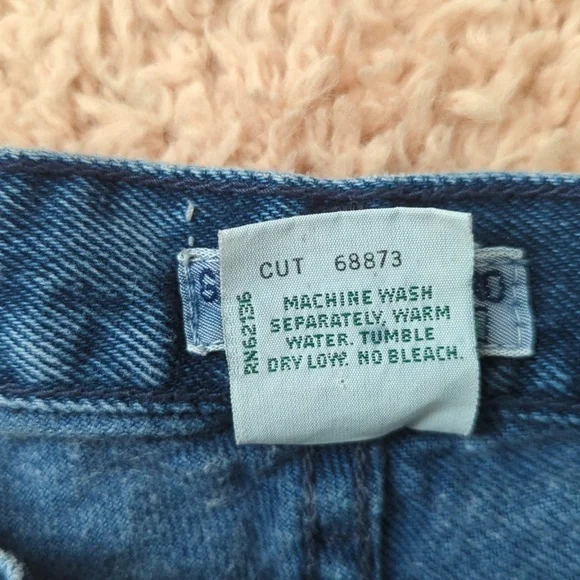 CUT 68873
RN62136
MACHINE WASH
SEPARATELY, WARM
WATER. TUMBLE
DRY LOW. NO BLEACH.